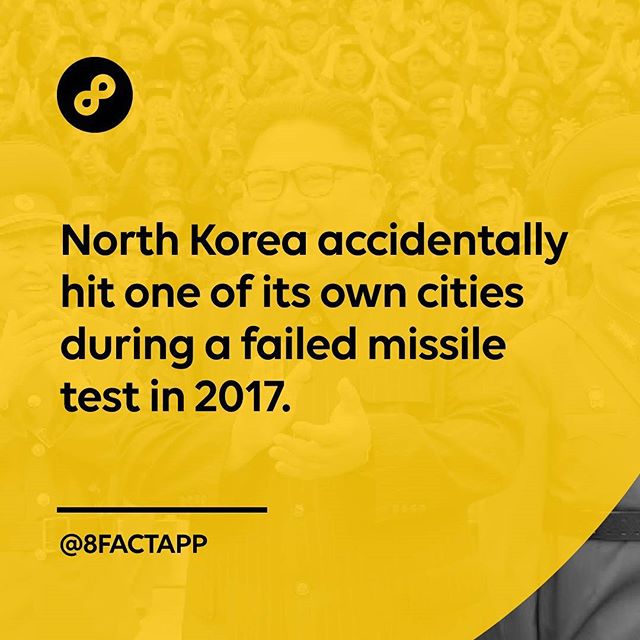 North Korea accidentally
hit one of its own cities
during a failed missile
test in 2017.
@8FACTAPP